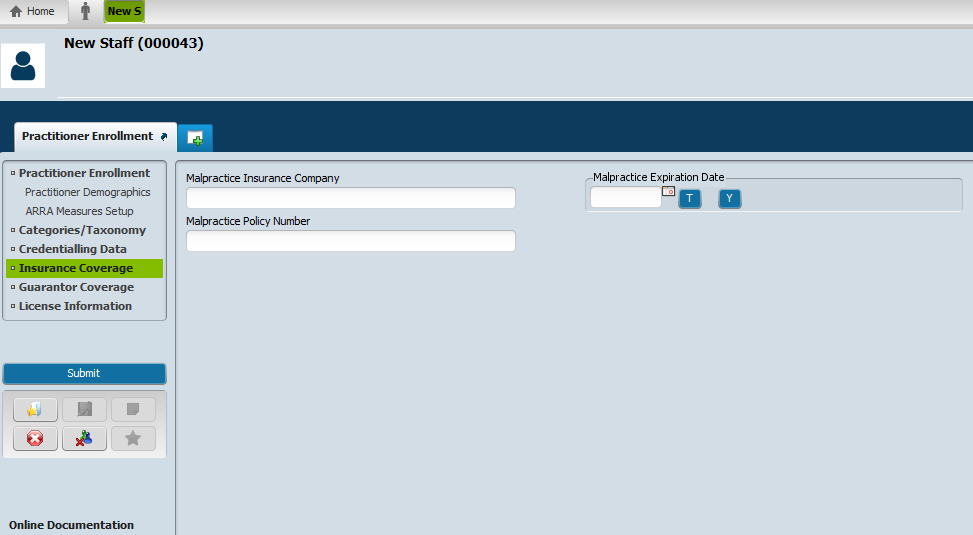 Home
New S
New Staff (000043)
Practitioner Enrollment
Practitioner Enrollment
Practitioner Demographics
ARRA Measures Setup
Categories/Taxonomy
Credentialling Data
Insurance Coverage
Guarantor Coverage
License Information
Submit
Online Documentation
Malpractice Insurance Company
Malpractice Policy Number
Malpractice Expiration Date
T Y